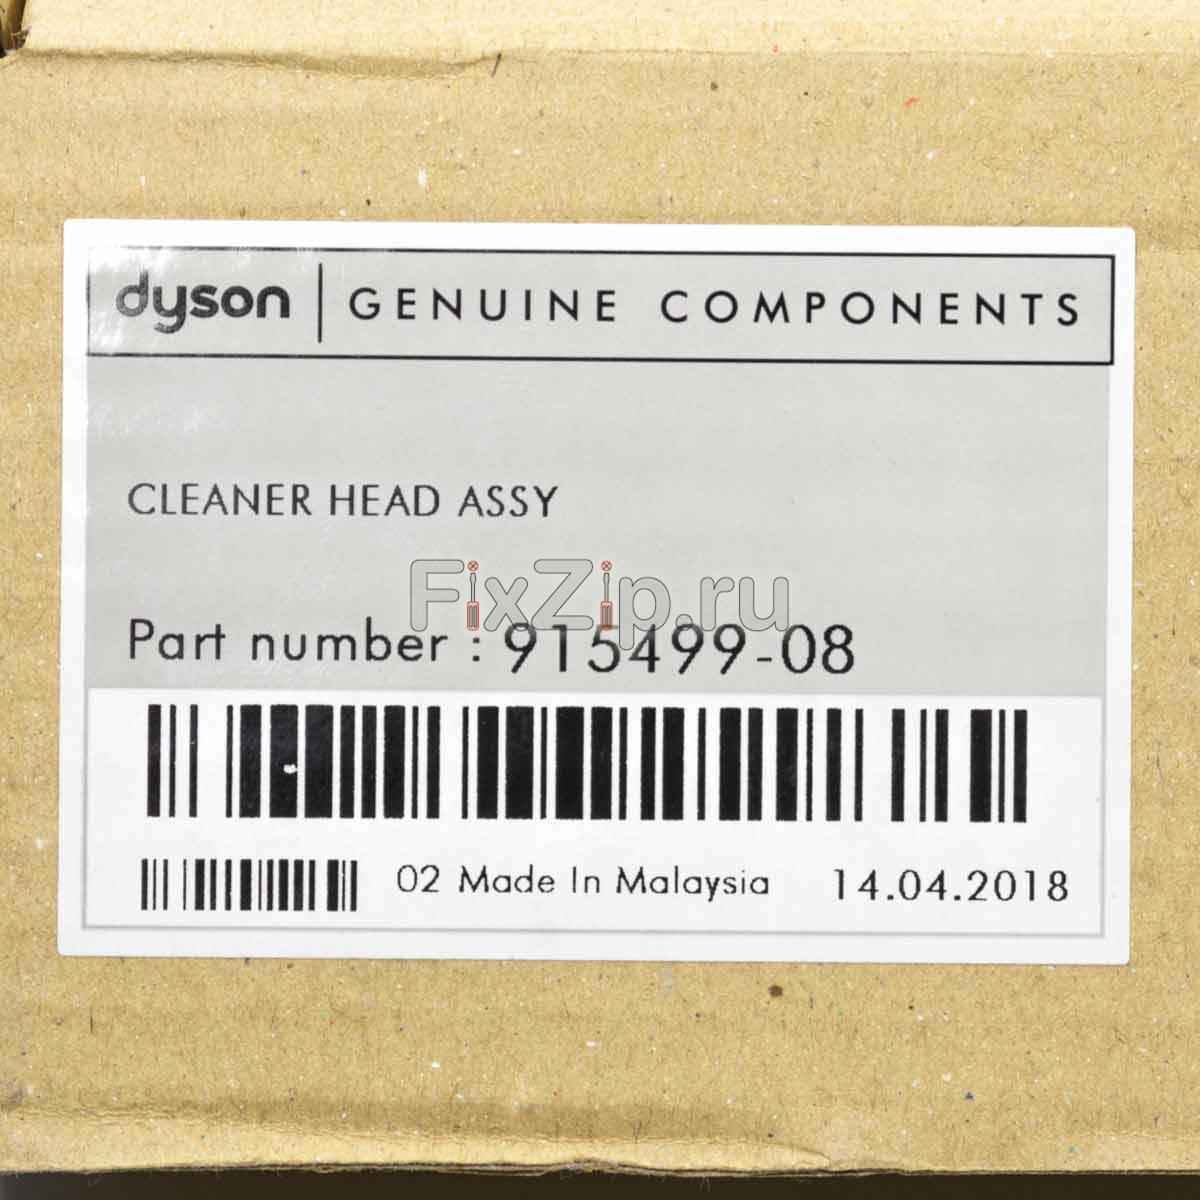 dyson | GENUINE COMPONENTS
CLEANER HEAD ASSY
FixZip.ru
Part number : 915499-08
02 Made In Malaysia 14.04.2018